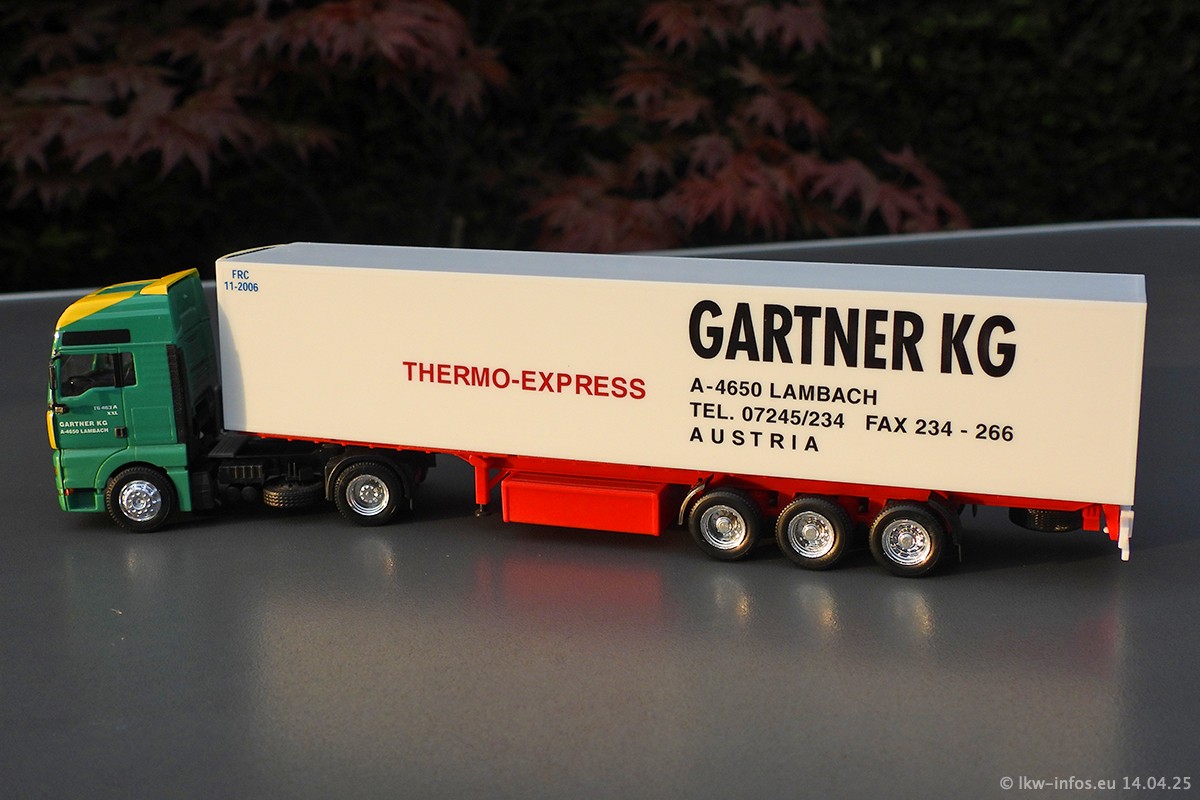 FRC
11-2006
THERMO-EXPRESS
GARTNER KG
A-4650 LAMBACH
TEL. 07245/234 FAX 234 - 266
AUSTRIA
XXL
GARTNER KG
A-4650 LAMBACH
© lkw-infos.eu 14.04.25